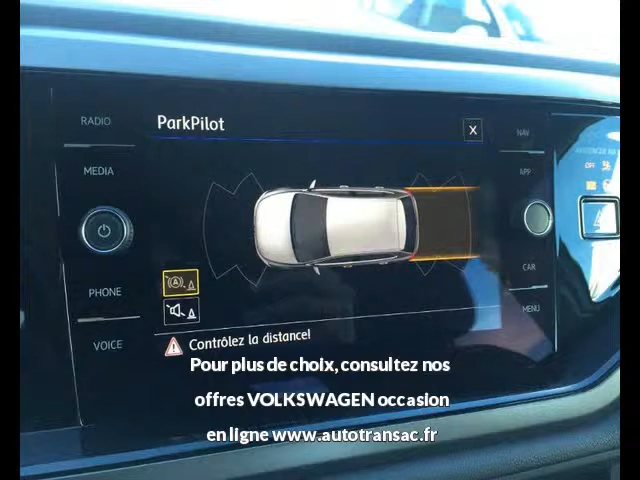 RADIO
ParkPilot
X
NAV
MEDIA
APP
OFF
PHONE
CAR
MENU
VOICE
Contrôlez la distance!
Pour plus de choix, consultez nos
offres VOLKSWAGEN occasion
en ligne www.autotransac.fr